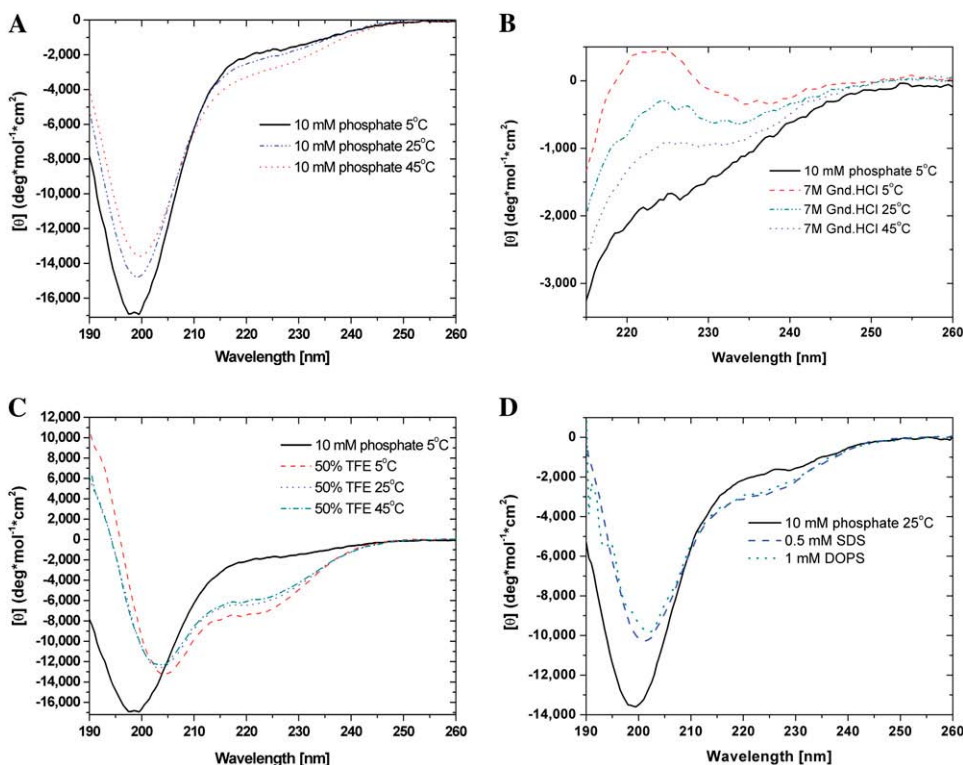 A
0
-2,000
-4,000
-6,000
-8,000
-10,000
-12,000
-14,000
-16,000
[θ] (deg*mol⁻¹*cm²)
10 mM phosphate 5°C
10 mM phosphate 25°C
10 mM phosphate 45°C
190 200 210 220 230 240 250 260
Wavelength [nm]
B
0
-1,000
-2,000
-3,000
[θ] (deg*mol⁻¹*cm²)
10 mM phosphate 5°C
7M Gnd.HCl 5°C
7M Gnd.HCl 25°C
7M Gnd.HCl 45°C
220 230 240 250 260
Wavelength [nm]
C
12,000
10,000
8,000
6,000
4,000
2,000
0
-2,000
-4,000
-6,000
-8,000
-10,000
-12,000
-14,000
-16,000
[θ] (deg*mol⁻¹*cm²)
10 mM phosphate 5°C
50% TFE 5°C
50% TFE 25°C
50% TFE 45°C
190 200 210 220 230 240 250 260
Wavelength [nm]
D
0
-2,000
-4,000
-6,000
-8,000
-10,000
-12,000
-14,000
[θ] (deg*mol⁻¹*cm²)
10 mM phosphate 25°C
0.5 mM SDS
1 mM DOPS
190 200 210 220 230 240 250 260
Wavelength [nm]